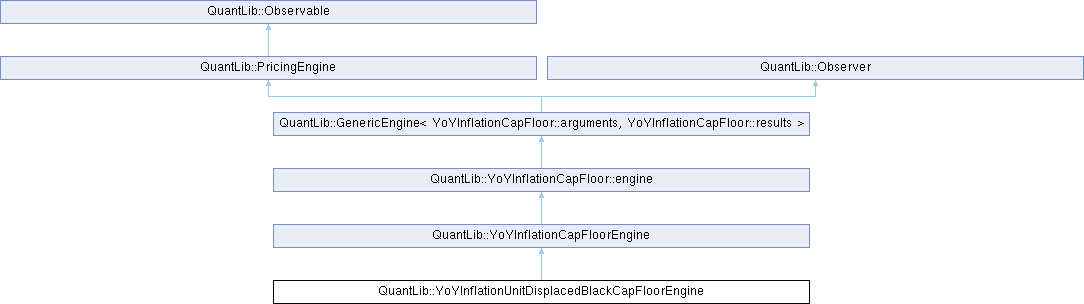 QuantLib::Observable
QuantLib::PricingEngine
QuantLib::Observer
QuantLib::GenericEngine< YoYInflationCapFloor::arguments, YoYInflationCapFloor::results >
QuantLib::YoYInflationCapFloor::engine
QuantLib::YoYInflationCapFloorEngine
QuantLib::YoYInflationUnitDisplacedBlackCapFloorEngine